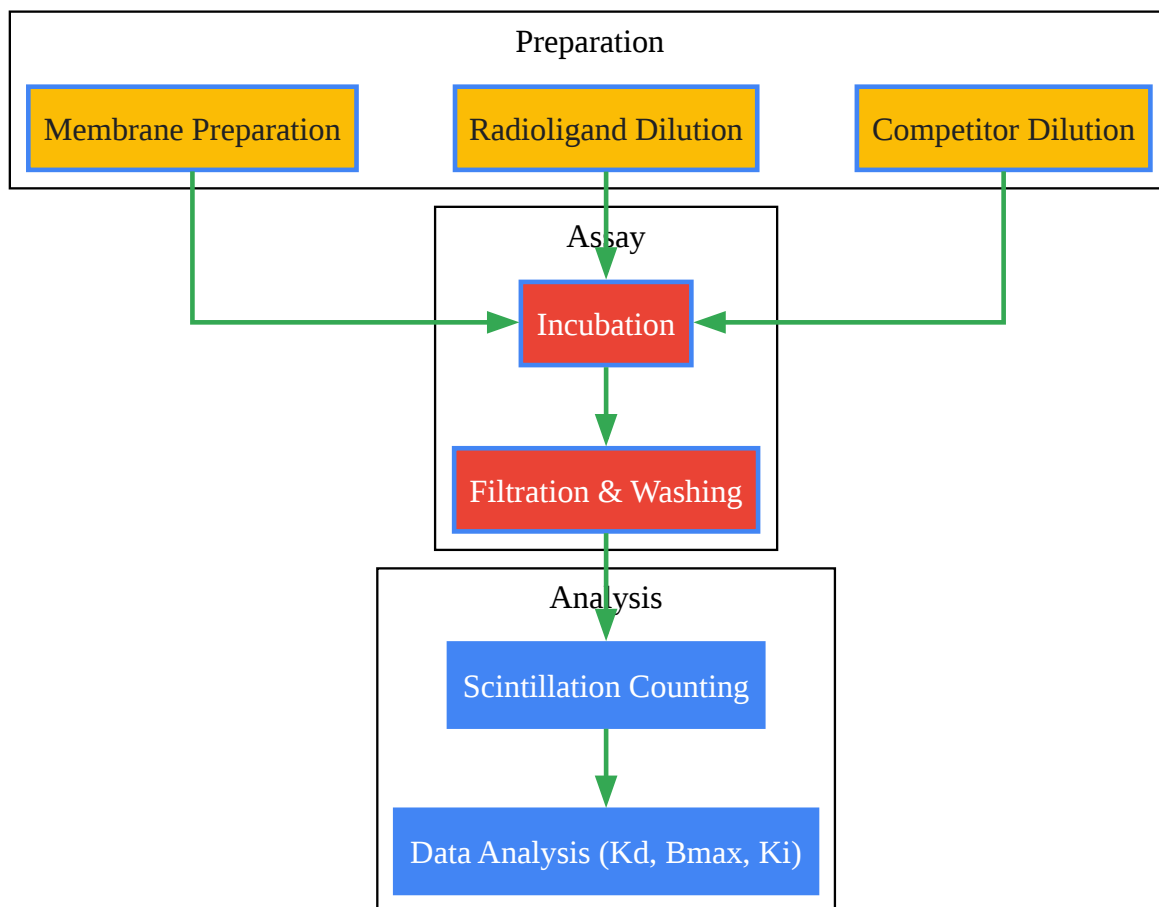 Preparation
Membrane Preparation
Radioligand Dilution
Competitor Dilution
Assay
Incubation
Filtration & Washing
Analysis
Scintillation Counting
Data Analysis (Kd, Bmax, Ki)